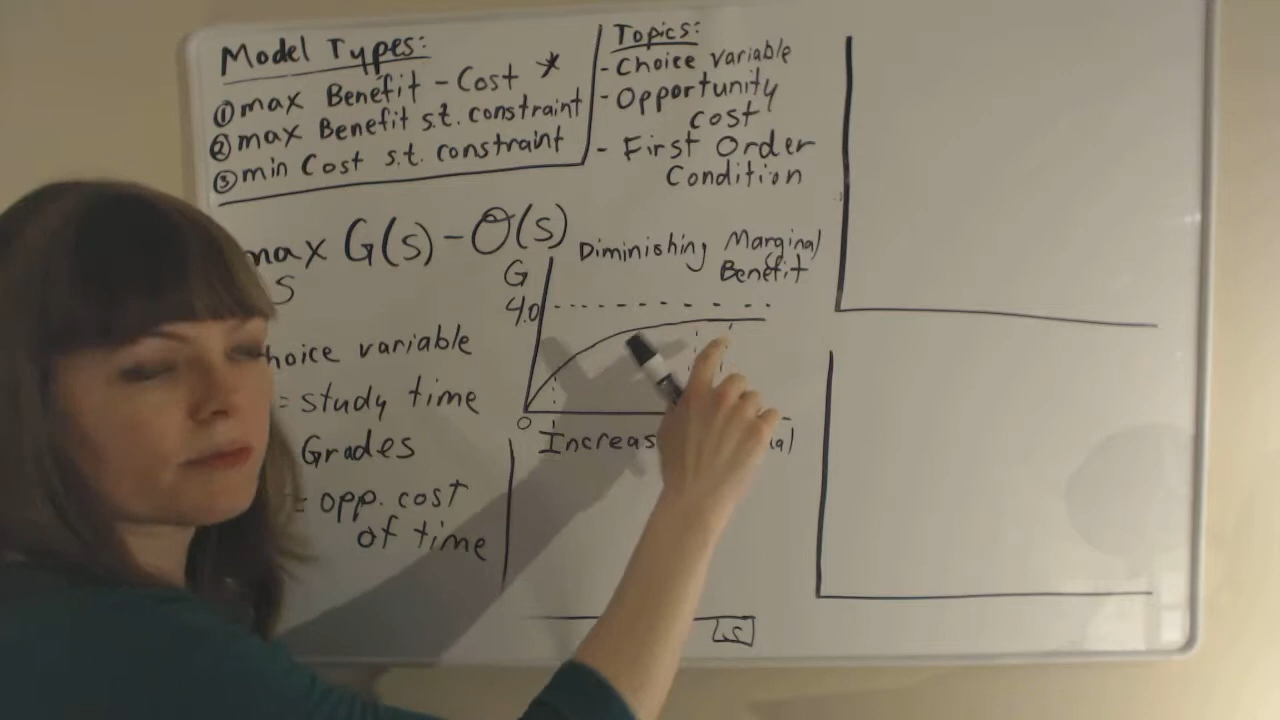 Model Types:
① max Benefit - Cost *
② max Benefit s.t. constraint
③ min Cost s.t. constraint
Topics:
- Choice variable
- Opportunity
cost
- First Order
Condition
max G(s) - O(s)
s
hoice variable
= study time
Grades
= opp. cost
of time
Diminishing Marginal
Benefit
G
4.0
0
Increas
al
s